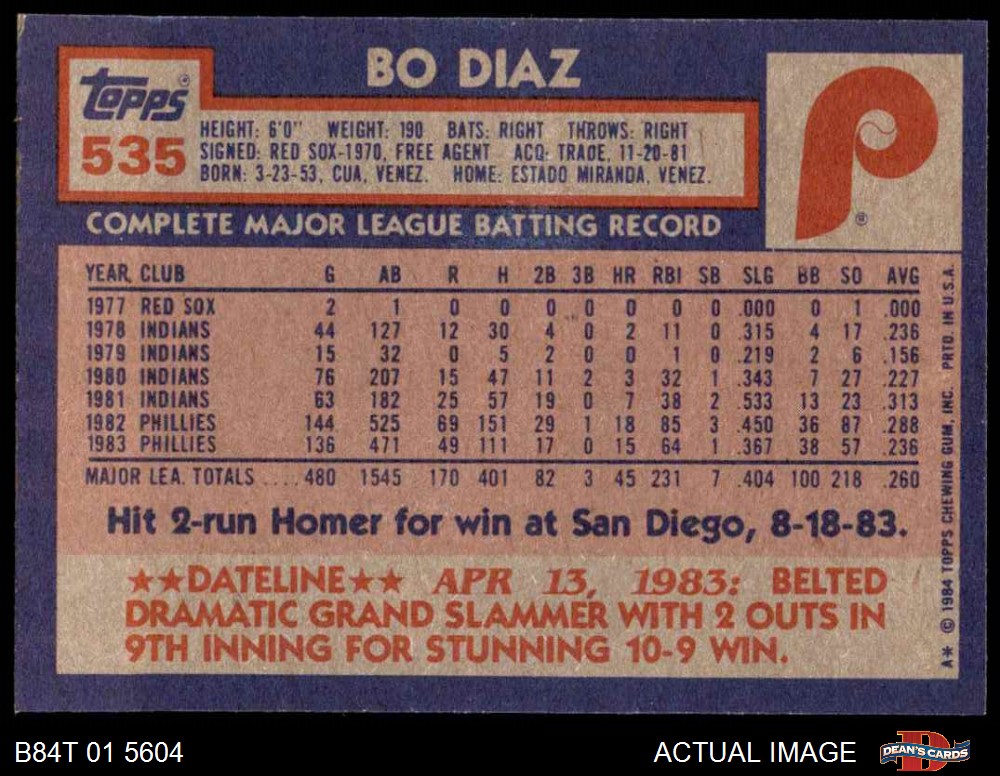 BO DIAZ
Topps
535
HEIGHT: 6'0" WEIGHT: 190 BATS: RIGHT THROWS: RIGHT
SIGNED: RED SOX-1970, FREE AGENT ACQ: TRADE, 11-20-81
BORN: 3-23-53, CUA, VENEZ. HOME: ESTADO MIRANDA, VENEZ.
P
®
COMPLETE MAJOR LEAGUE BATTING RECORD
YEAR CLUB G AB R H 2B 3B HR RBI SB SLG BB SO AVG
1977 RED SOX 2 1 0 0 0 0 0 0 0 .000 0 1 .000
1978 INDIANS 44 127 12 30 4 0 2 11 0 .315 4 17 .236
1979 INDIANS 15 32 0 5 2 0 0 1 0 .219 2 6 .156
1980 INDIANS 76 207 15 47 11 2 3 32 1 .343 7 27 .227
1981 INDIANS 63 182 25 57 19 0 7 38 2 .533 13 23 .313
1982 PHILLIES 144 525 69 151 29 1 18 85 3 .450 36 87 .288
1983 PHILLIES 136 471 49 111 17 0 15 64 1 .367 38 57 .236
MAJOR LEA. TOTALS .... 480 1545 170 401 82 3 45 231 7 .404 100 218 .260
Hit 2-run Homer for win at San Diego, 8-18-83.
★★DATELINE★★ APR 13, 1983: BELTED
DRAMATIC GRAND SLAMMER WITH 2 OUTS IN
9TH INNING FOR STUNNING 10-9 WIN.
A* © 1984 TOPPS CHEWING GUM, INC. PRTD. IN U.S.A.
B84T 01 5604
ACTUAL IMAGE
D
DEAN'S CARDS